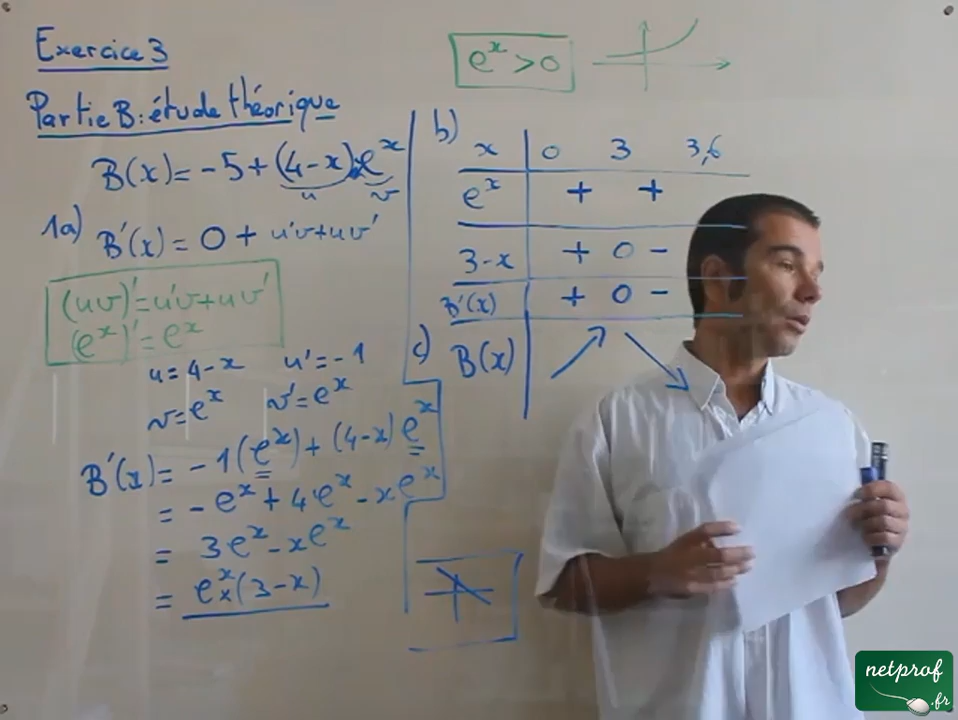 Exercice 3
Partie B : étude théorique
B(x) = -5 + (4-x) × e^x
u v
1a) B'(x) = 0 + u'v + uv'
(uv)' = u'v + uv'
(e^x)' = e^x
u = 4-x u' = -1
v = e^x v' = e^x
B'(x) = -1(e^x) + (4-x) e^x
= -e^x + 4e^x - xe^x
= 3e^x - xe^x
= e^x × (3-x)
e^x > 0
b) x 0 3 3,6
e^x + +
3-x + 0 -
B'(x) + 0 -
c) B(x)
netprof
.fr